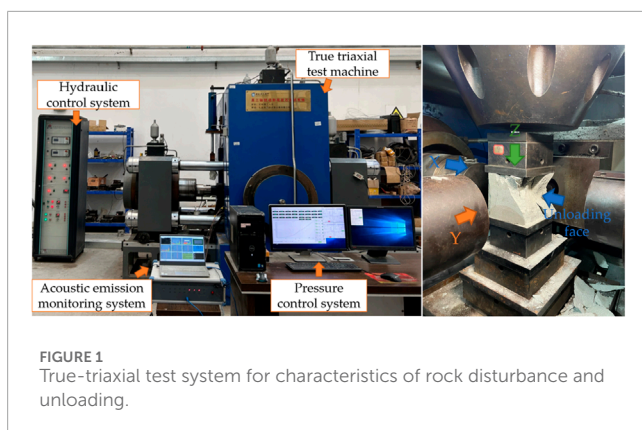 True triaxial
test machine
Hydraulic
control system
Z
X
Y
Unloading
face
Acoustic emission
monitoring system
Pressure
control system
FIGURE 1
True-triaxial test system for characteristics of rock disturbance and
unloading.